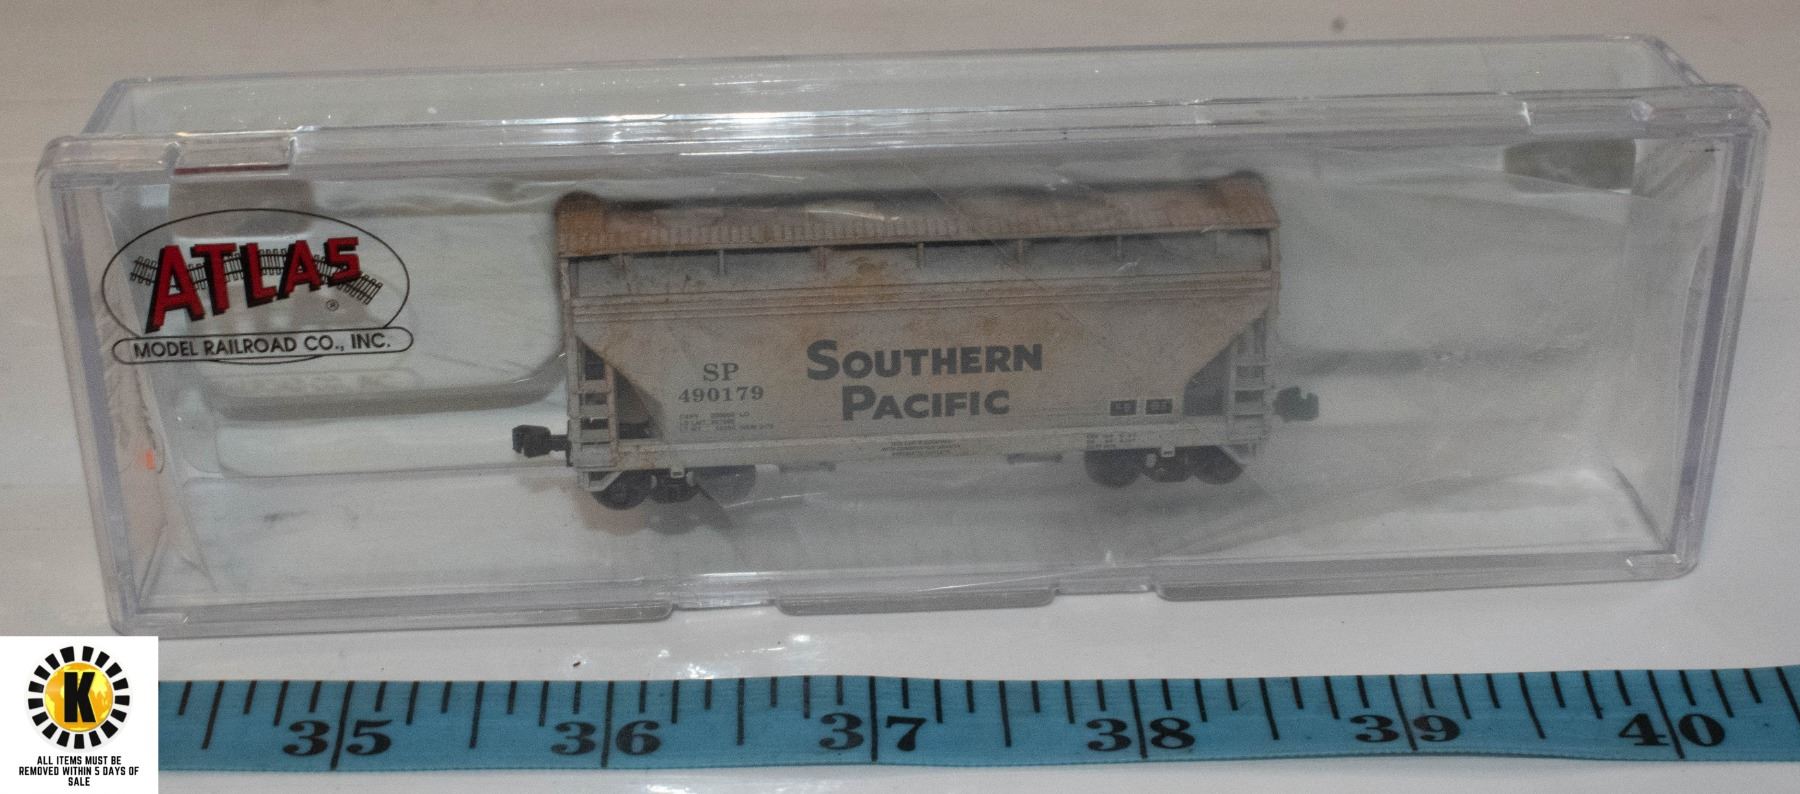 ATLAS
®
MODEL RAILROAD CO., INC.
SP
490179
SOUTHERN
PACIFIC
35 36 37 38 39 40
K
ALL ITEMS MUST BE
REMOVED WITHIN 5 DAYS OF
SALE